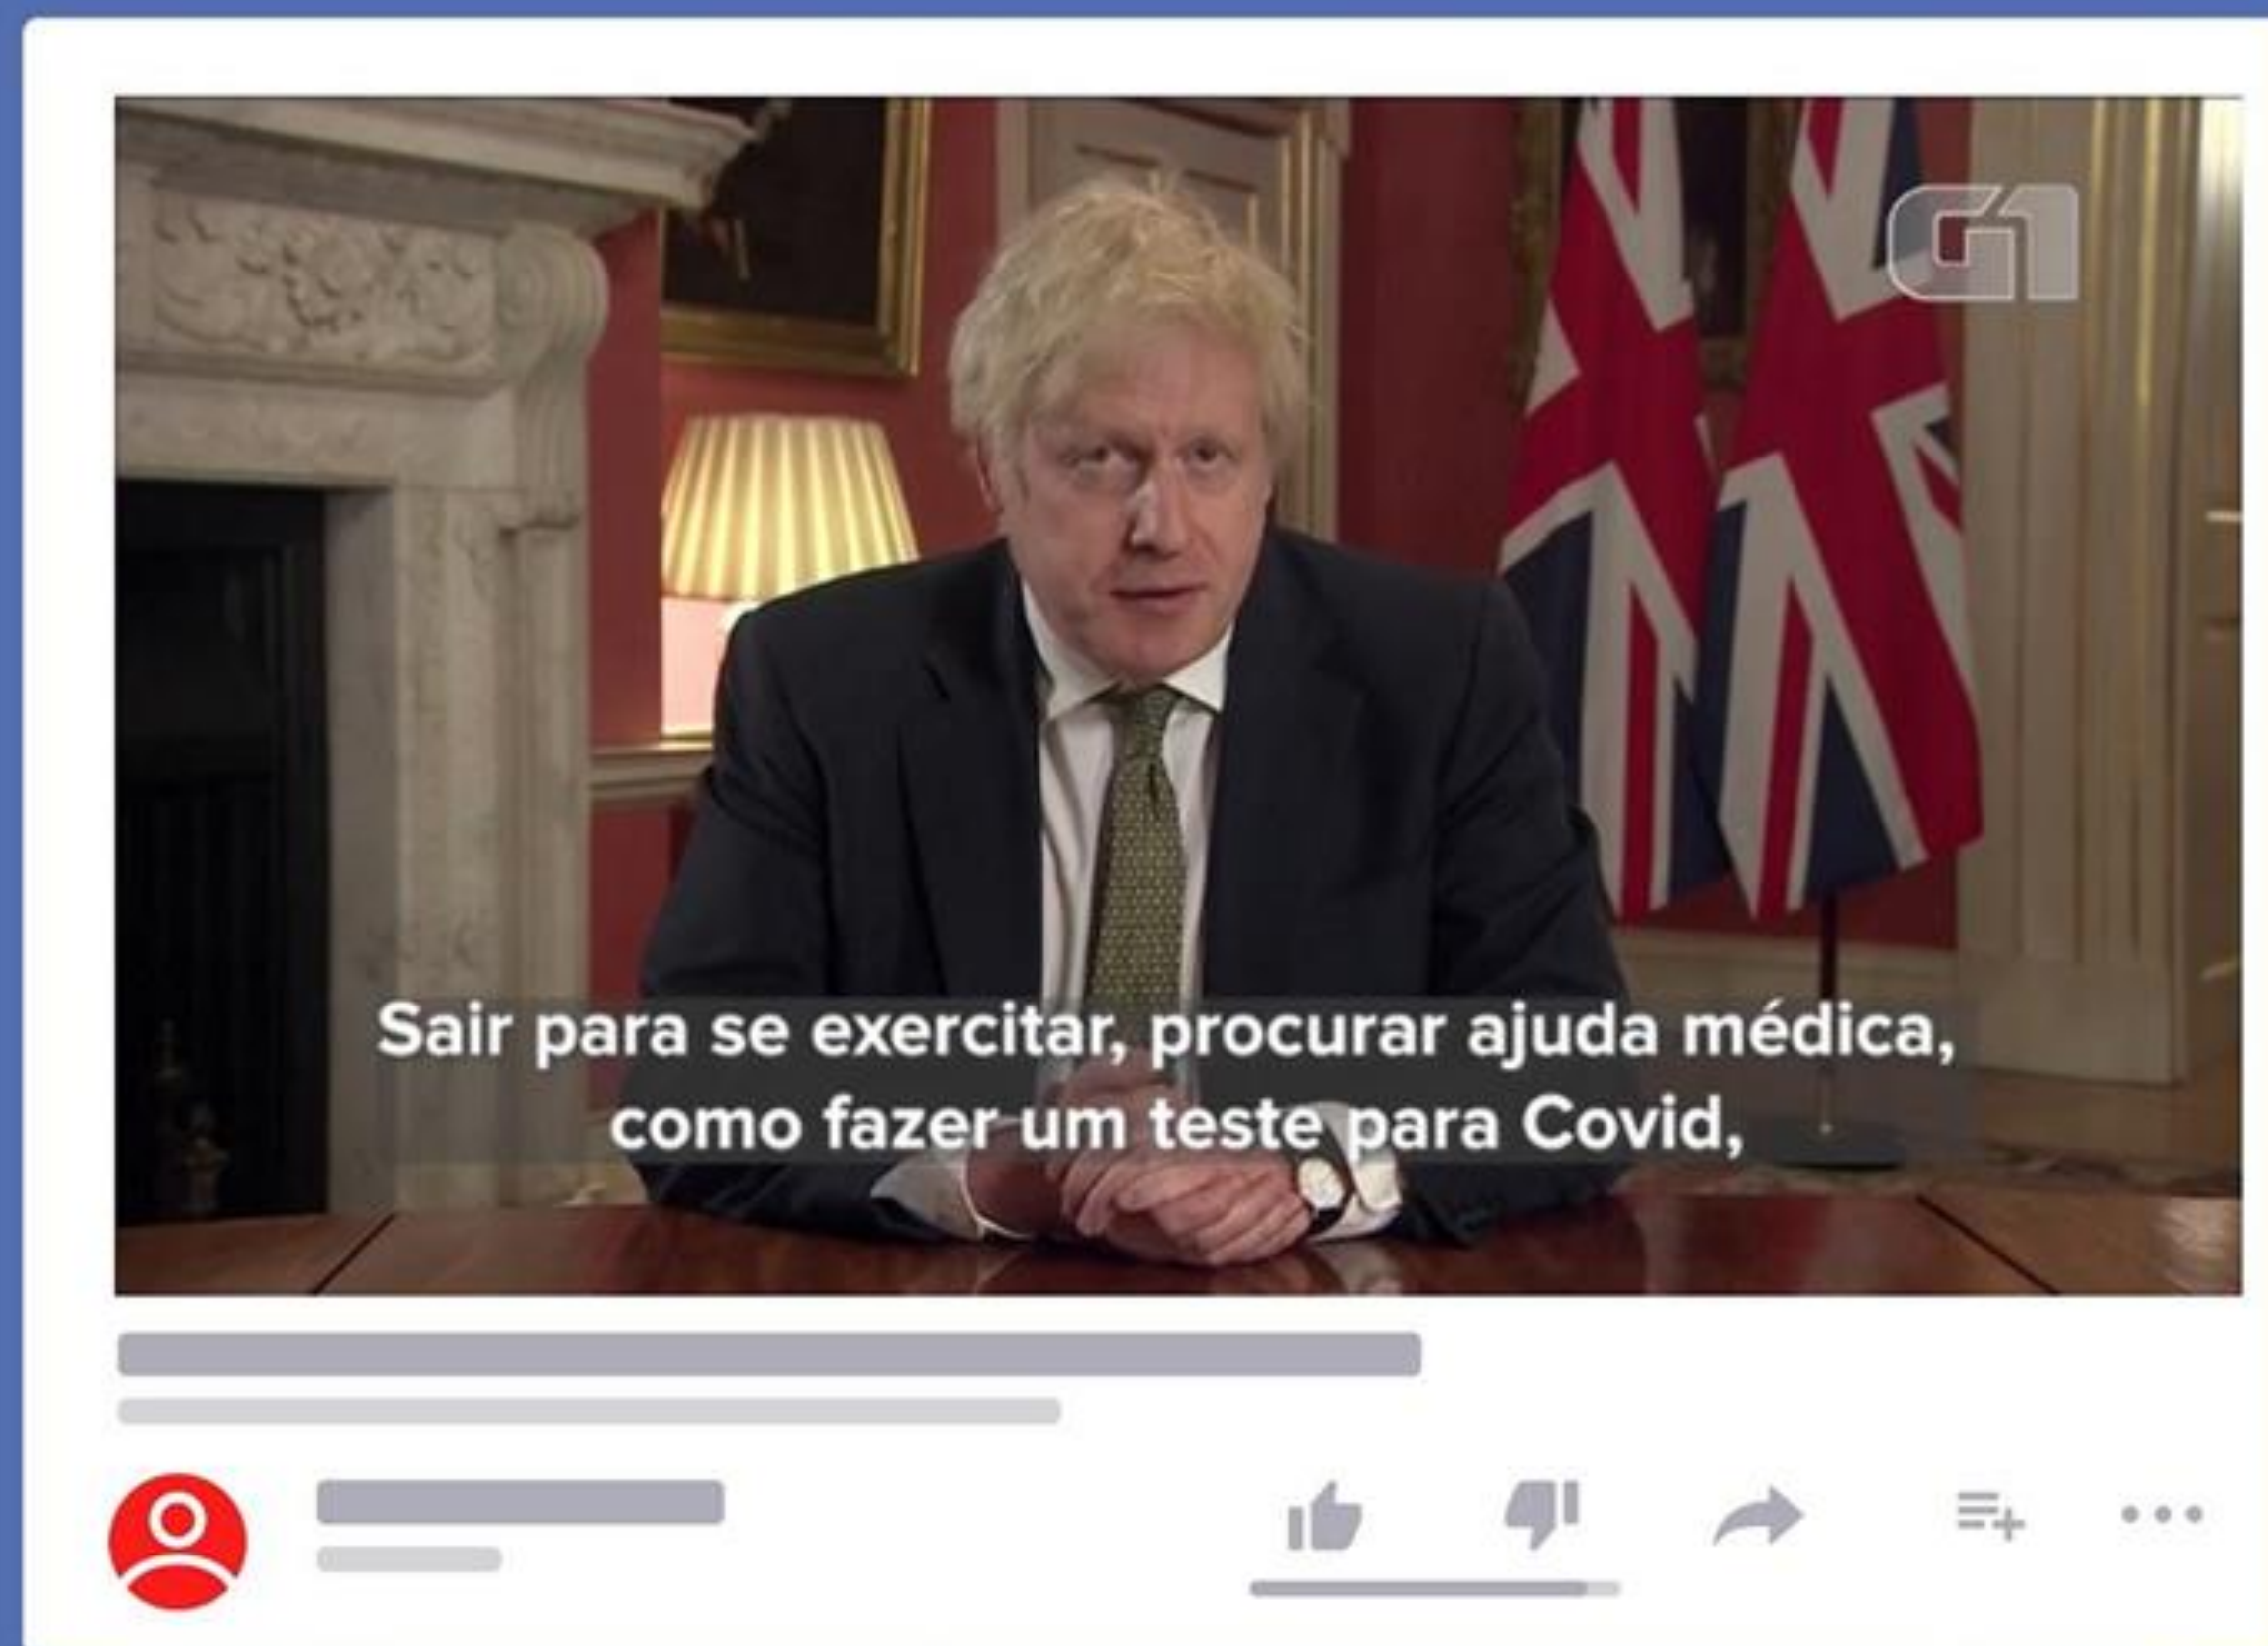 G1
Sair para se exercitar, procurar ajuda médica,
como fazer um teste para Covid,